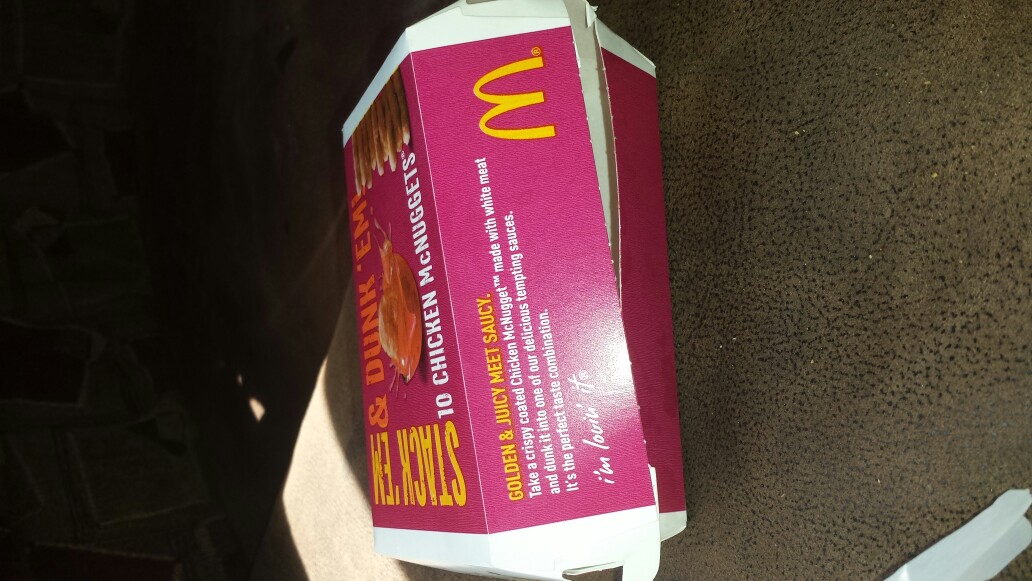 STACK 'EM & DUNK 'EM!
10 CHICKEN McNUGGETS®
GOLDEN & JUICY MEET SAUCY.
Take a crispy coated Chicken McNugget™ made with white meat
and dunk it into one of our delicious tempting sauces.
It's the perfect taste combination.
i'm lovin' it®
M®